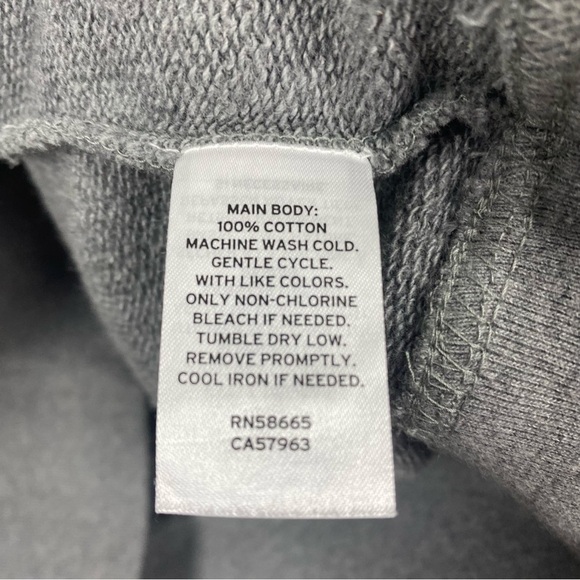 MAIN BODY:
100% COTTON
MACHINE WASH COLD.
GENTLE CYCLE.
WITH LIKE COLORS.
ONLY NON-CHLORINE
BLEACH IF NEEDED.
TUMBLE DRY LOW.
REMOVE PROMPTLY.
COOL IRON IF NEEDED.
RN58665
CA57963